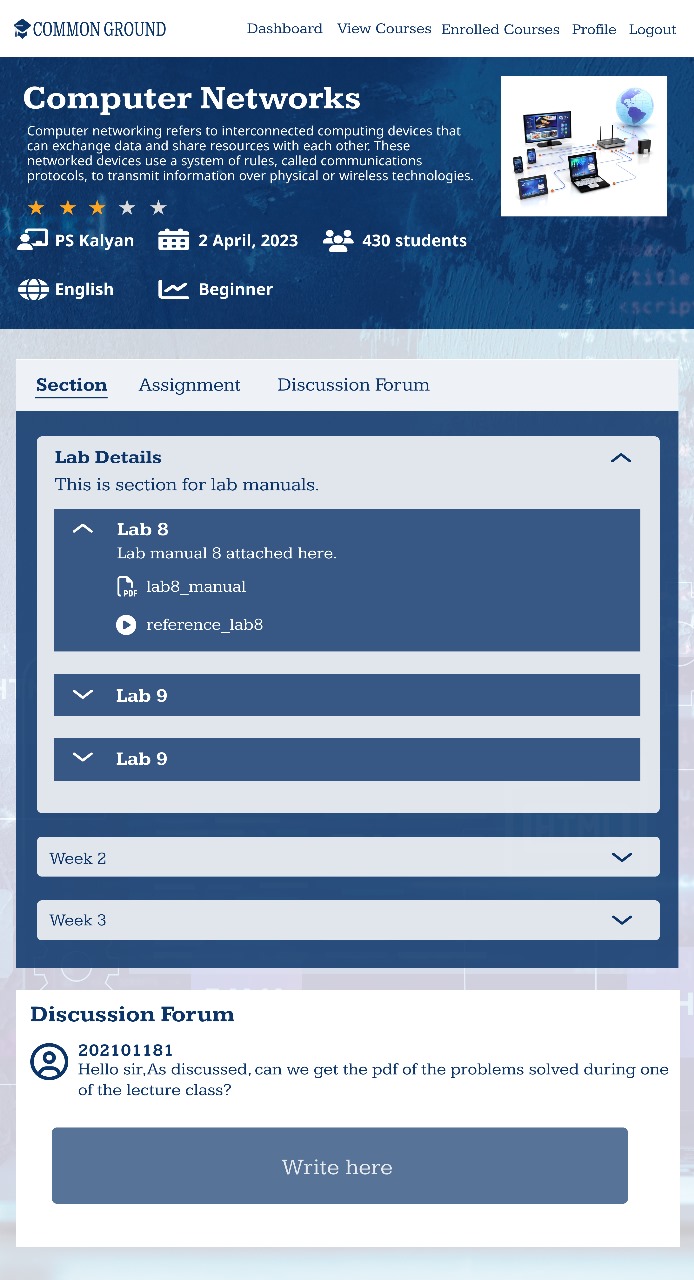 COMMON GROUND
Dashboard View Courses Enrolled Courses Profile Logout
Computer Networks
Computer networking refers to interconnected computing devices that
can exchange data and share resources with each other. These
networked devices use a system of rules, called communications
protocols, to transmit information over physical or wireless technologies.
PS Kalyan 2 April, 2023 430 students
English Beginner
Section Assignment Discussion Forum
Lab Details
This is section for lab manuals.
Lab 8
Lab manual 8 attached here.
PDF lab8_manual
reference_lab8
Lab 9
Lab 9
Week 2
Week 3
Discussion Forum
202101181
Hello sir,As discussed, can we get the pdf of the problems solved during one
of the lecture class?
Write here